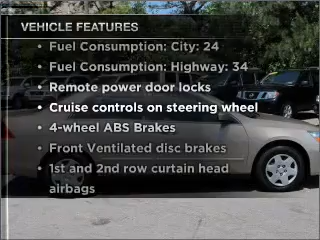 VEHICLE FEATURES
• Fuel Consumption: City: 24
• Fuel Consumption: Highway: 34
• Remote power door locks
• Cruise controls on steering wheel
• 4-wheel ABS Brakes
• Front Ventilated disc brakes
• 1st and 2nd row curtain head
airbags